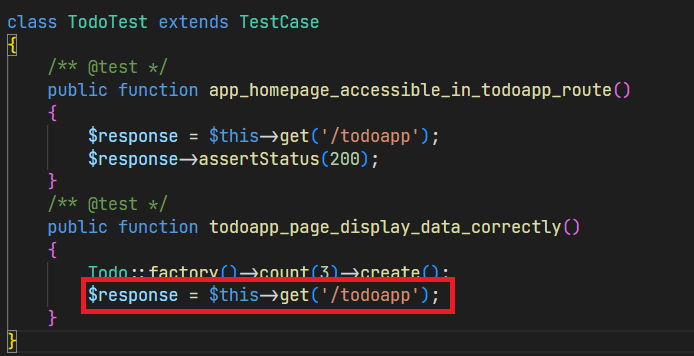 class TodoTest extends TestCase
{
/** @test */
public function app_homepage_accessible_in_todoapp_route()
{
$response = $this->get('/todoapp');
$response->assertStatus(200);
}
/** @test */
public function todoapp_page_display_data_correctly()
{
Todo::factory()->count(3)->create();
$response = $this->get('/todoapp');
}
}